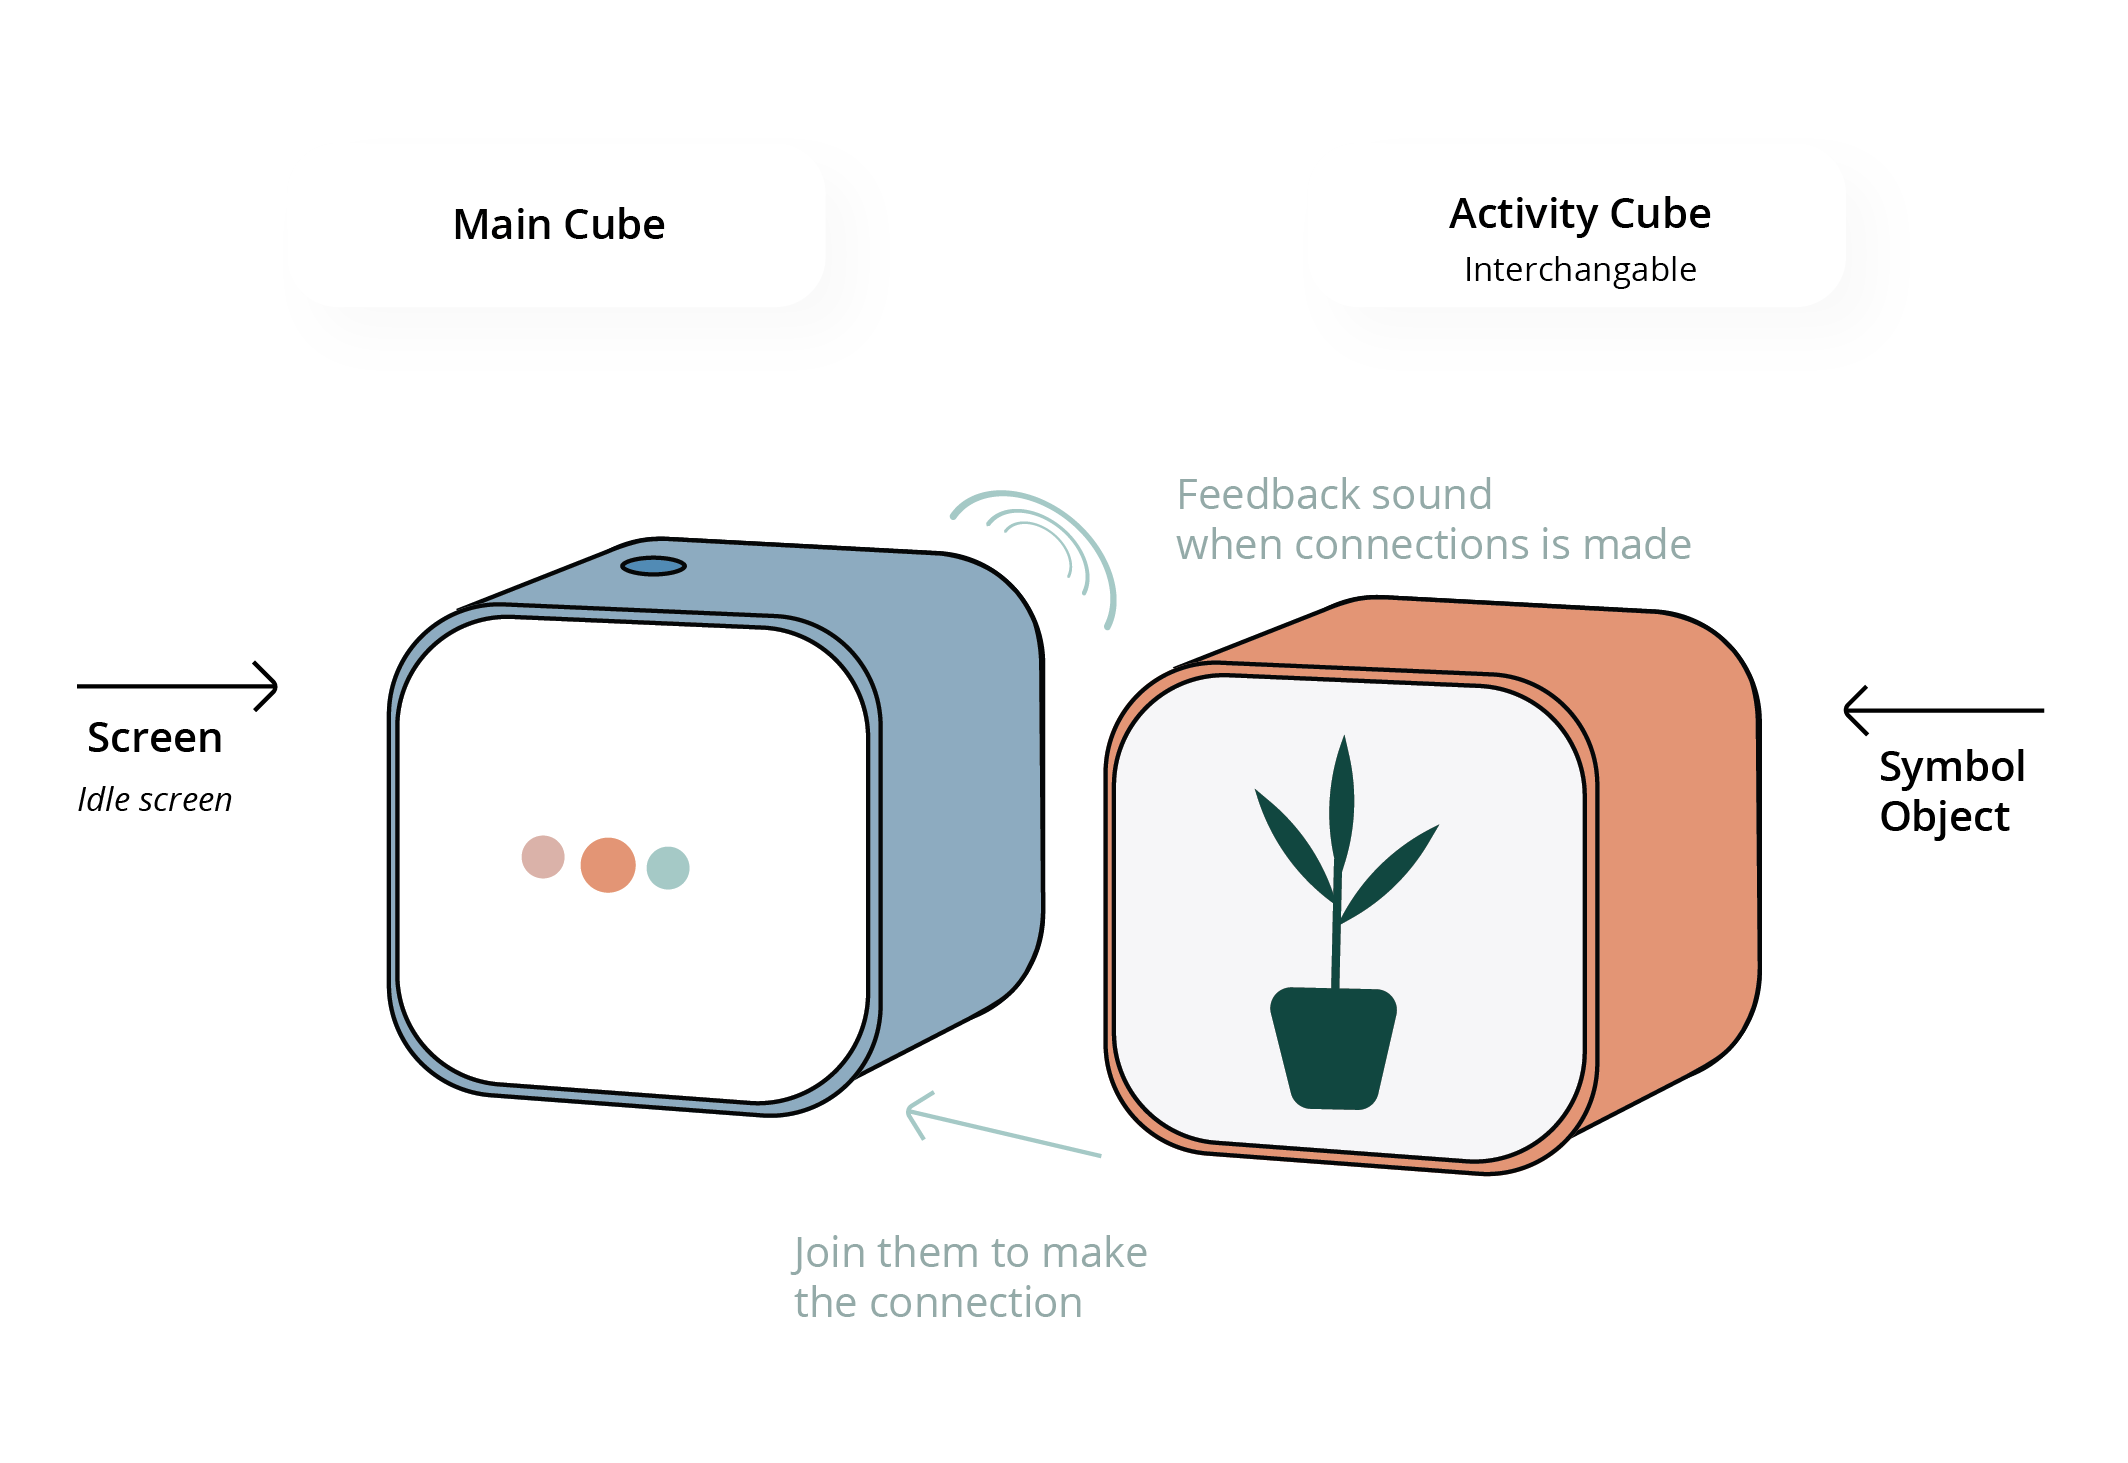 Main Cube
Activity Cube
Interchangable
Feedback sound
when connections is made
Screen
Idle screen
Symbol
Object
Join them to make
the connection